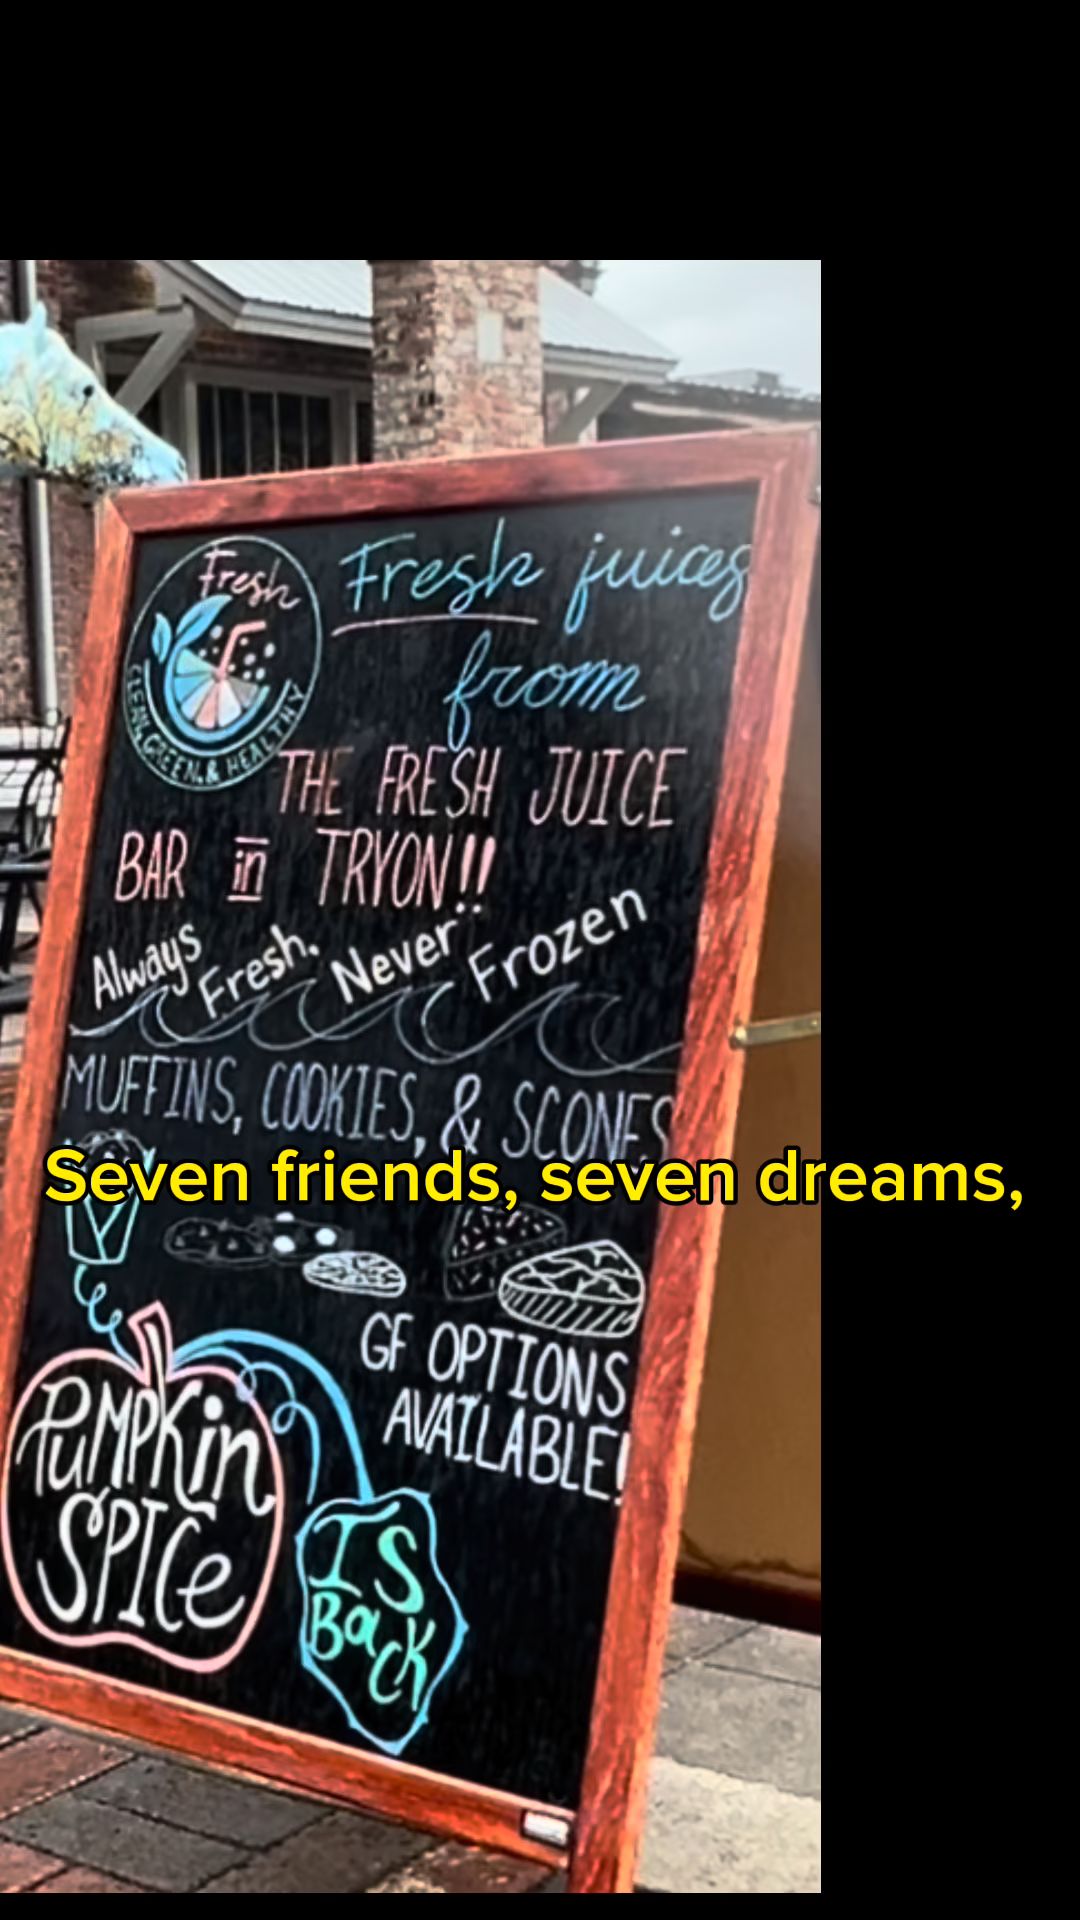 Fresh
CLEAN, GREEN, & HEALTHY
Fresh juices
from
THE FRESH JUICE
BAR in TRYON!!
Always Fresh. Never Frozen
MUFFINS, COOKIES, & SCONES
Seven friends, seven dreams,
GF OPTIONS
AVAILABLE!
PUMPKin
SPICe
IS
BacK